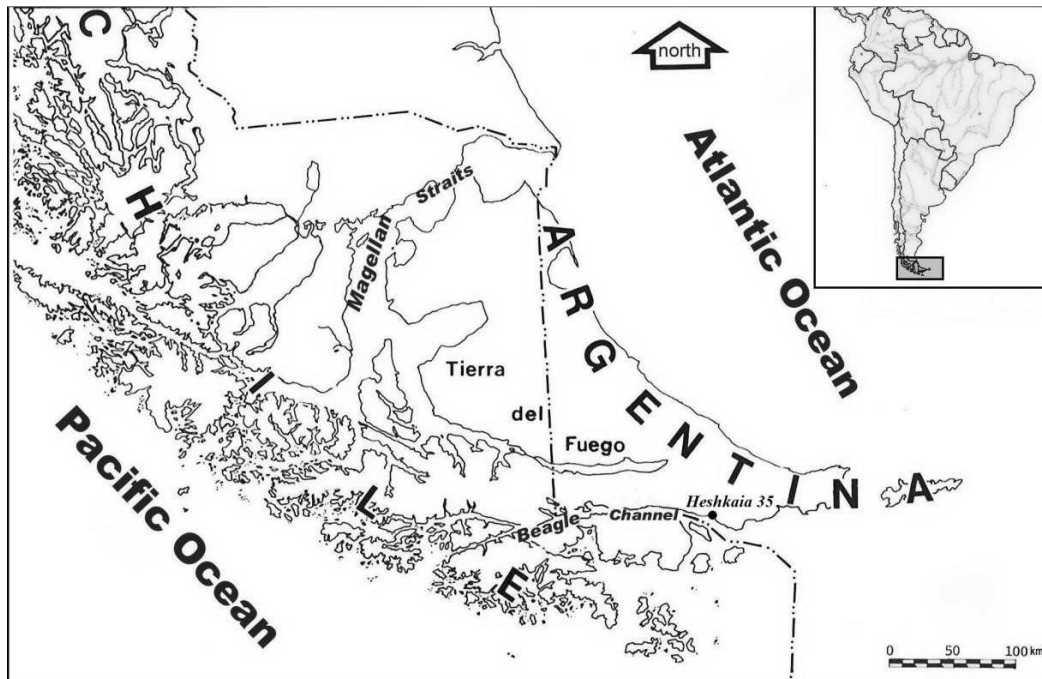 CHILE
north
Atlantic Ocean
Magellan Straits
ARGENTINA
Tierra
del
Fuego
Pacific Ocean
Heshkaia 35
Beagle Channel
0 50 100 km